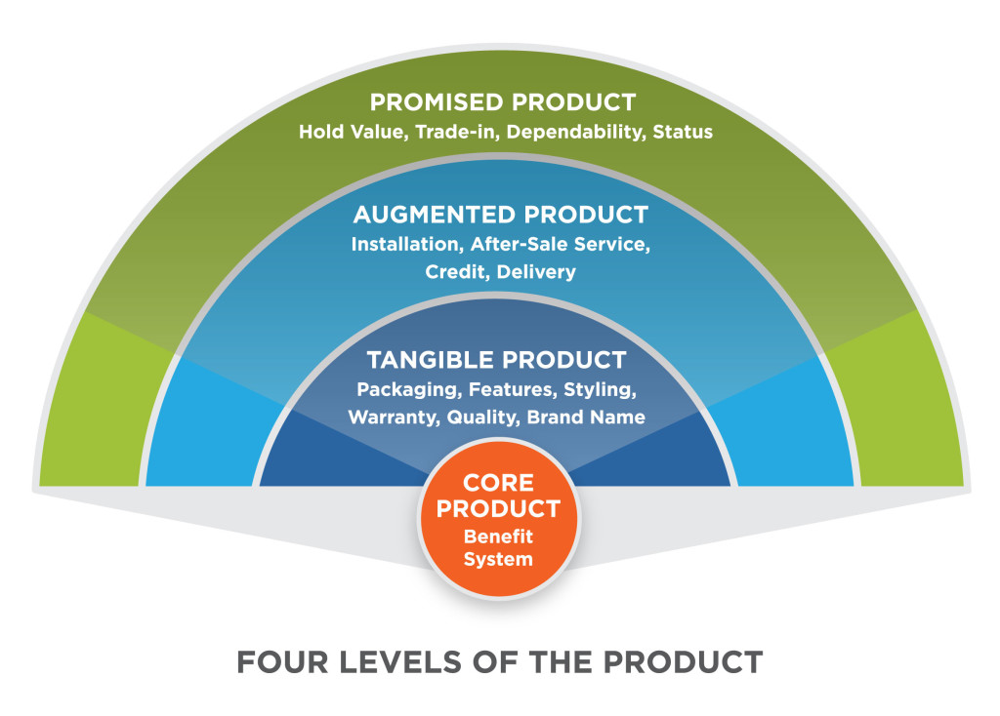 PROMISED PRODUCT
Hold Value, Trade-in, Dependability, Status
AUGMENTED PRODUCT
Installation, After-Sale Service,
Credit, Delivery
TANGIBLE PRODUCT
Packaging, Features, Styling,
Warranty, Quality, Brand Name
CORE
PRODUCT
Benefit
System
FOUR LEVELS OF THE PRODUCT